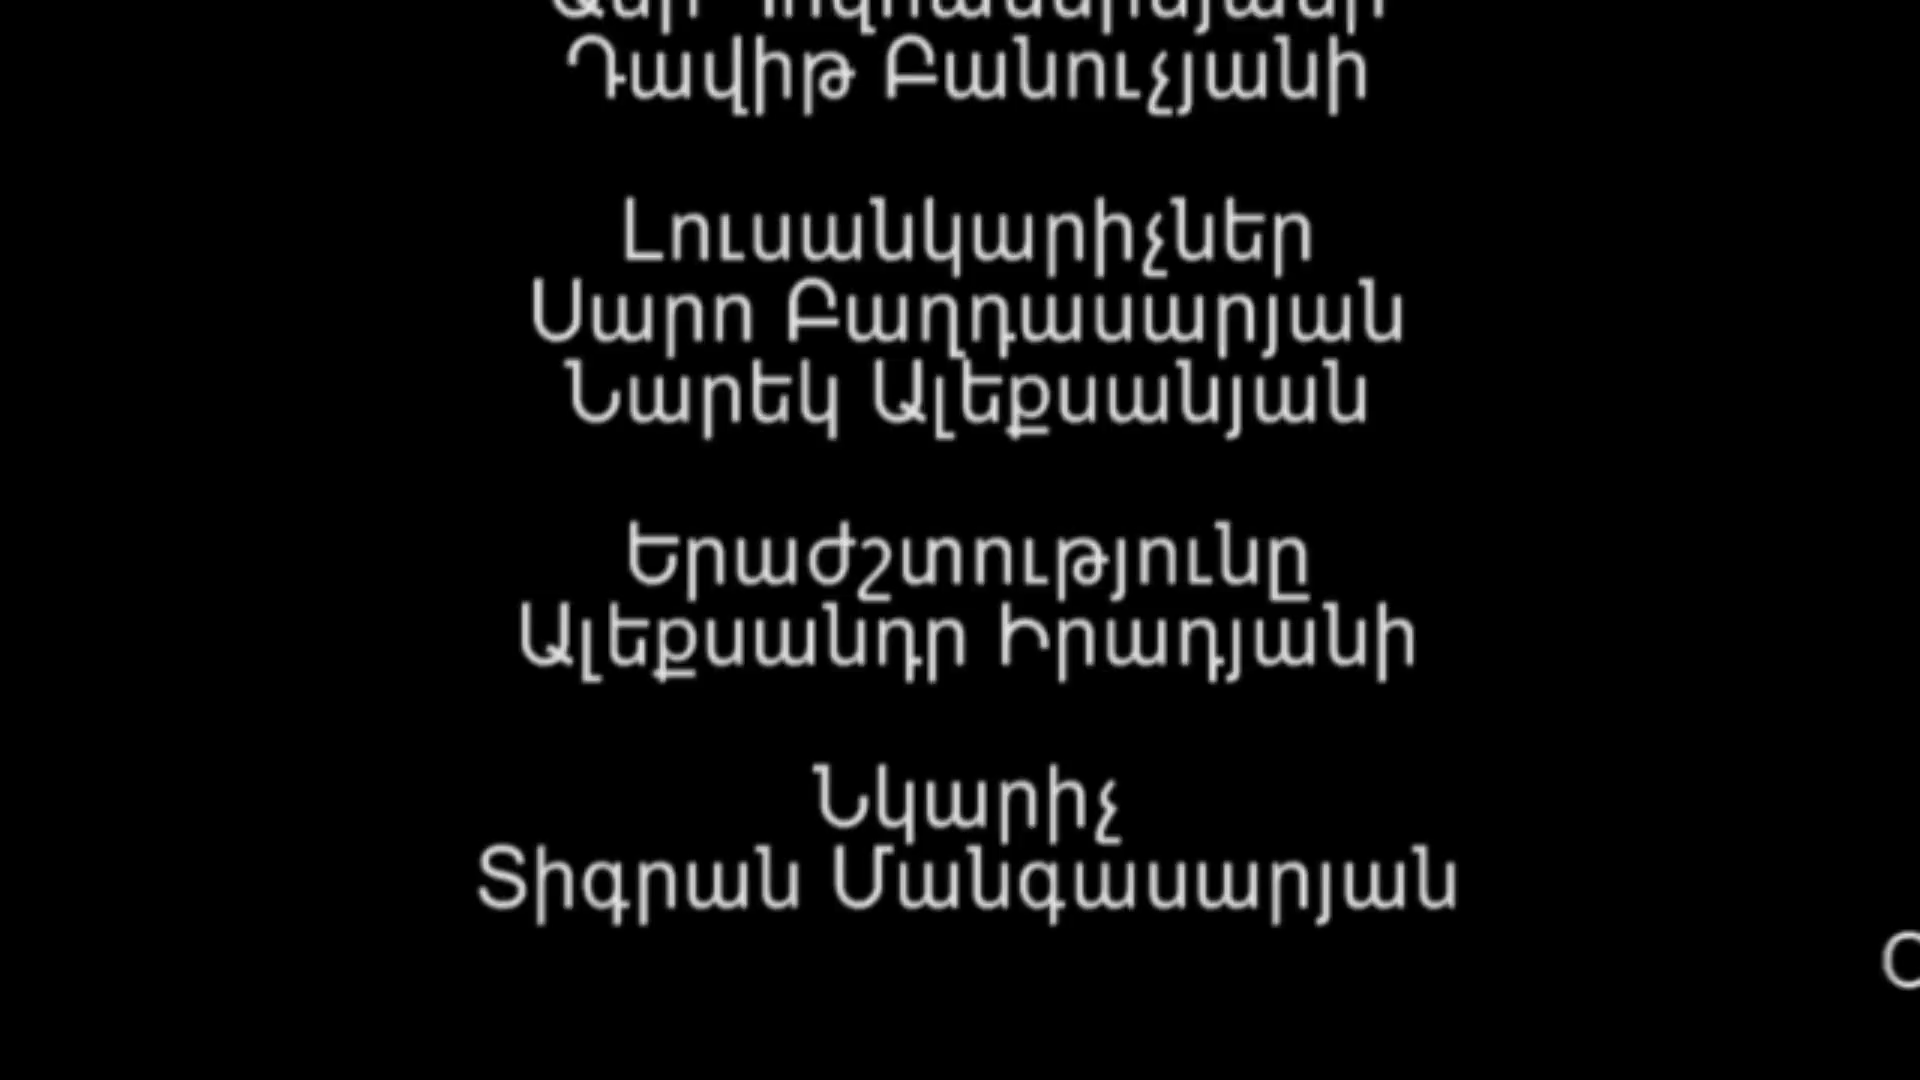 Դավիթ Բանուչյանի
Լուսանկարիչներ
Սարո Բաղդասարյան
Նարեկ Ալեքսանյան
Երաժշտությունը
Ալեքսանդր Իրադյանի
Նկարիչ
Տիգրան Մանգասարյան